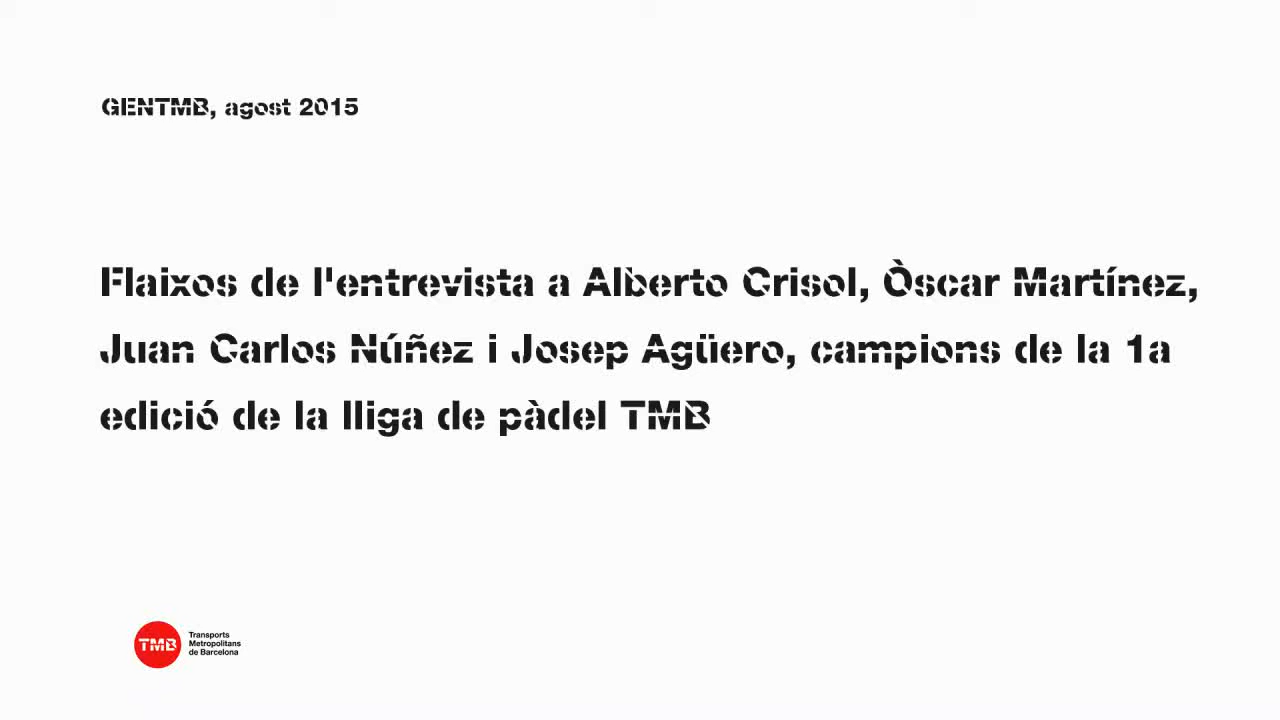 GENTMB, agost 2015
Flaixos de l'entrevista a Alberto Crisol, Òscar Martínez,
Juan Carlos Núñez i Josep Agüero, campions de la 1a
edició de la lliga de pàdel TMB
TMB
Transports
Metropolitans
de Barcelona